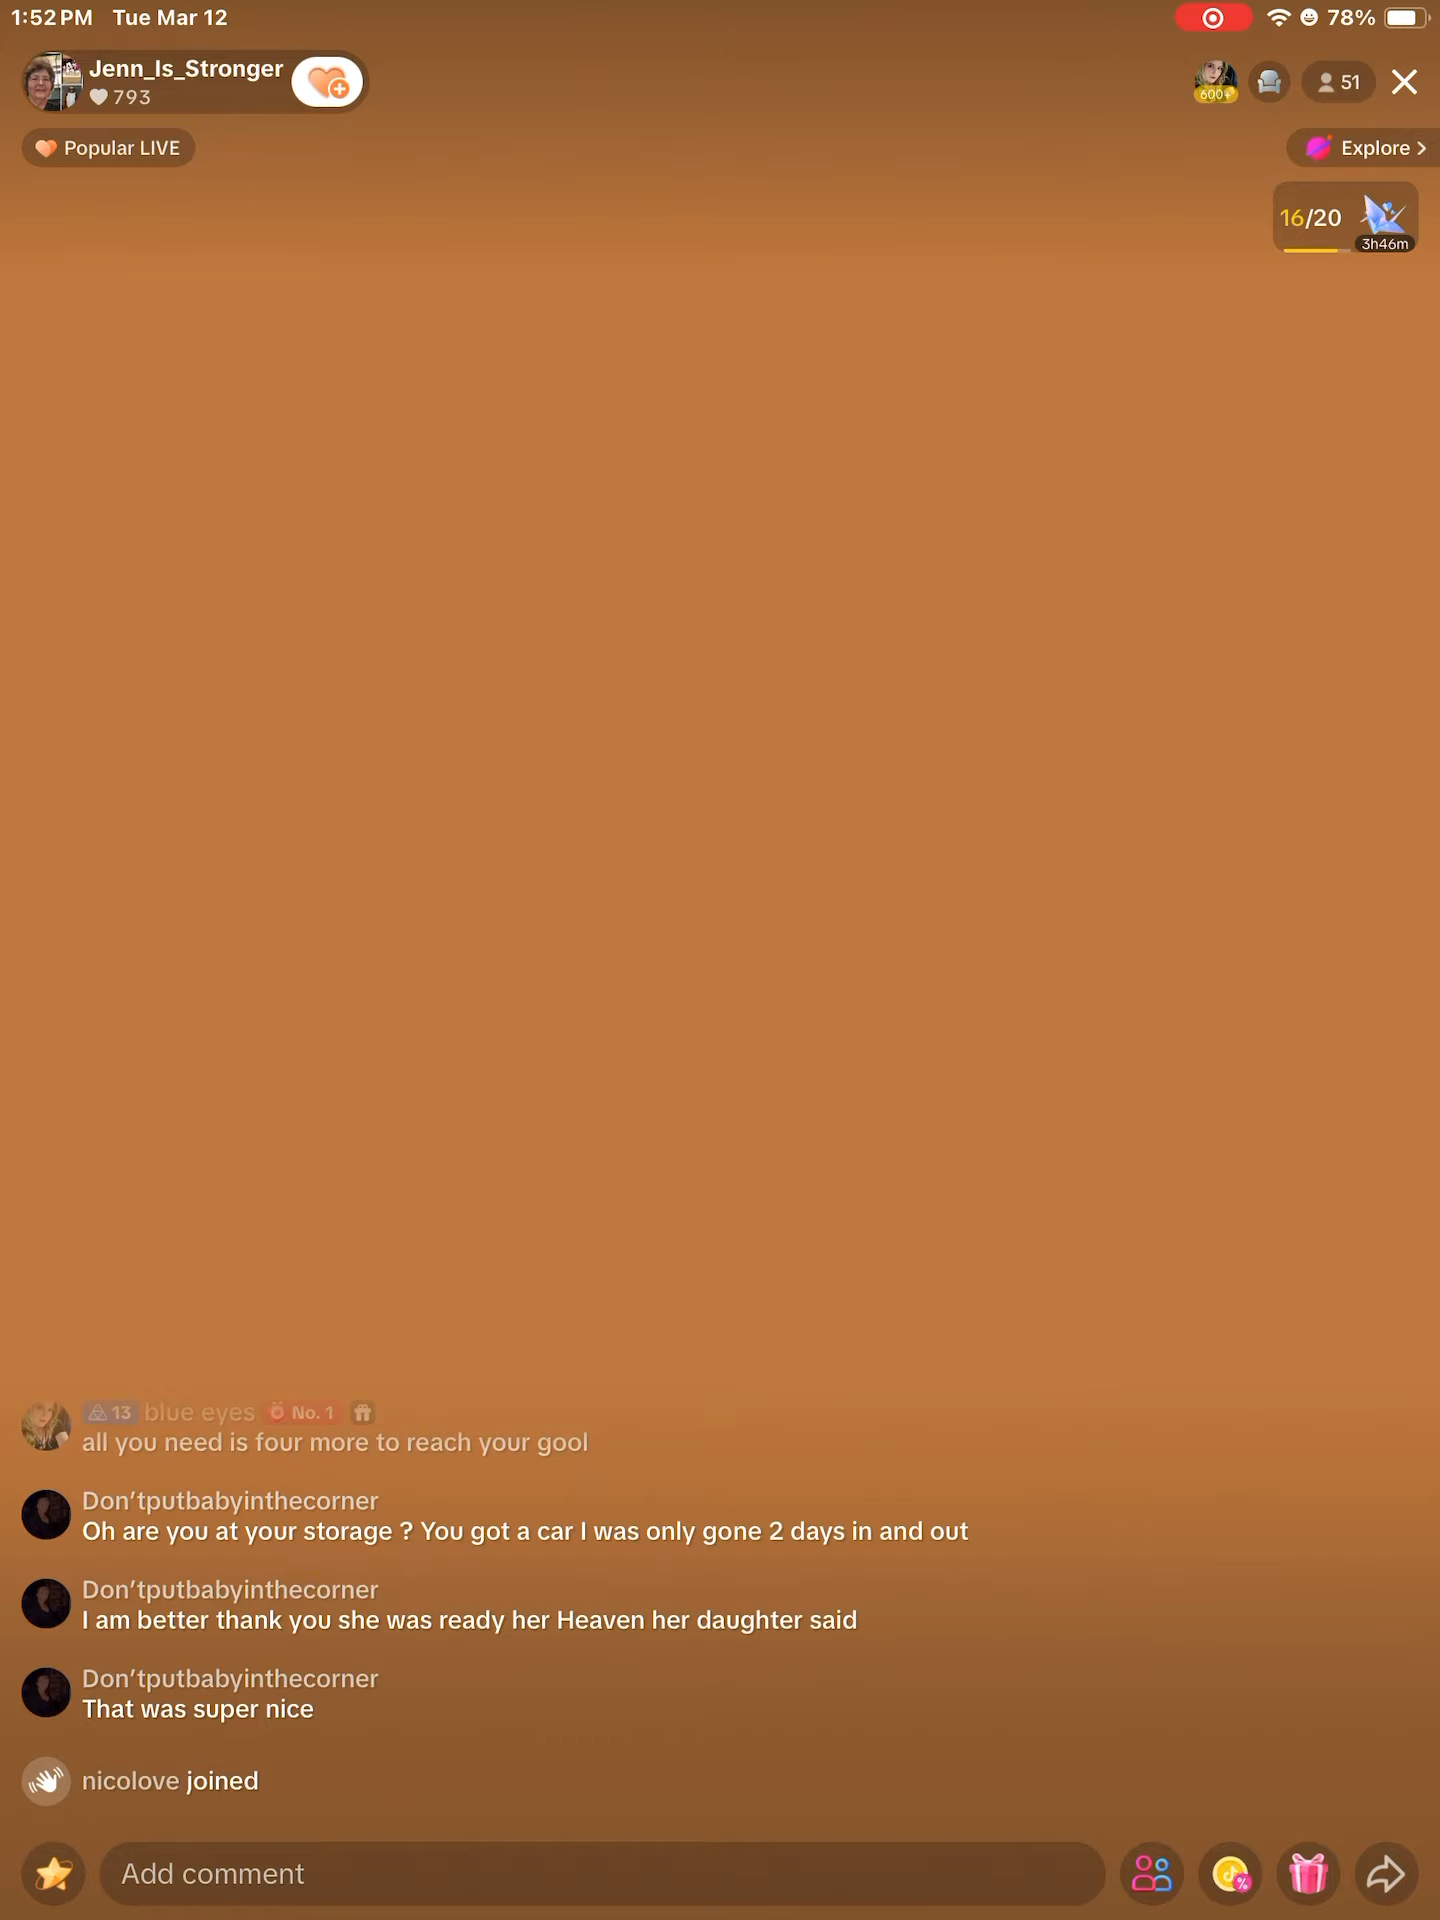 1:52 PM Tue Mar 12
78%
Jenn_Is_Stronger
793
600+
51
Popular LIVE
Explore >
16/20
3h46m
13 blue eyes No. 1
all you need is four more to reach your gool
Don’tputbabyinthecorner
Oh are you at your storage ? You got a car I was only gone 2 days in and out
Don’tputbabyinthecorner
I am better thank you she was ready her Heaven her daughter said
Don’tputbabyinthecorner
That was super nice
nicolove joined
Add comment